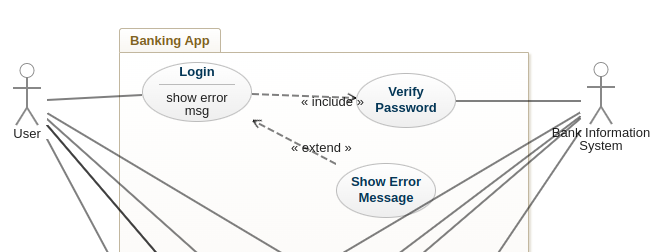 Banking App
Login
show error
msg
« include »
Verify
Password
User
Bank Information
System
« extend »
Show Error
Message